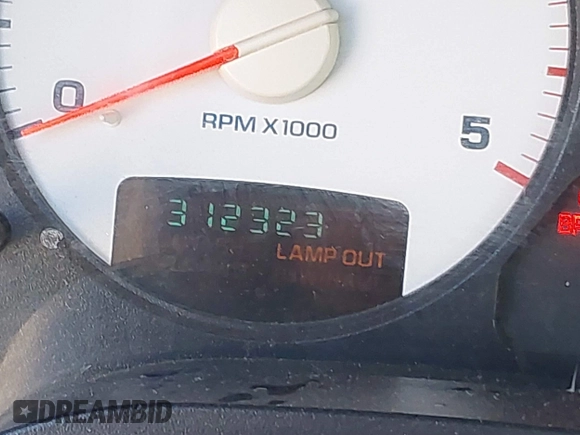 0
RPM X1000
5
312323
LAMP OUT
DREAMBID